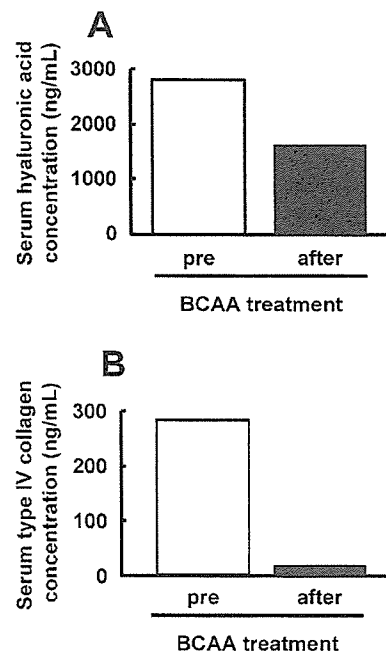 A
Serum hyaluronic acid
concentration (ng/mL)
3000
2000
1000
0
pre after
BCAA treatment
B
Serum type IV collagen
concentration (ng/mL)
300
200
100
0
pre after
BCAA treatment